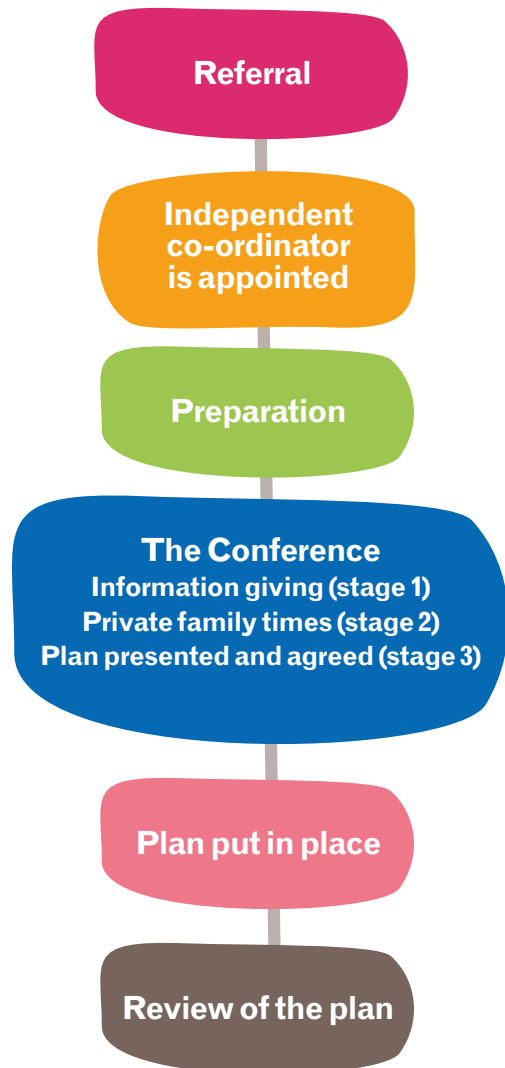 Referral
Independent
co-ordinator
is appointed
Preparation
The Conference
Information giving (stage 1)
Private family times (stage 2)
Plan presented and agreed (stage 3)
Plan put in place
Review of the plan